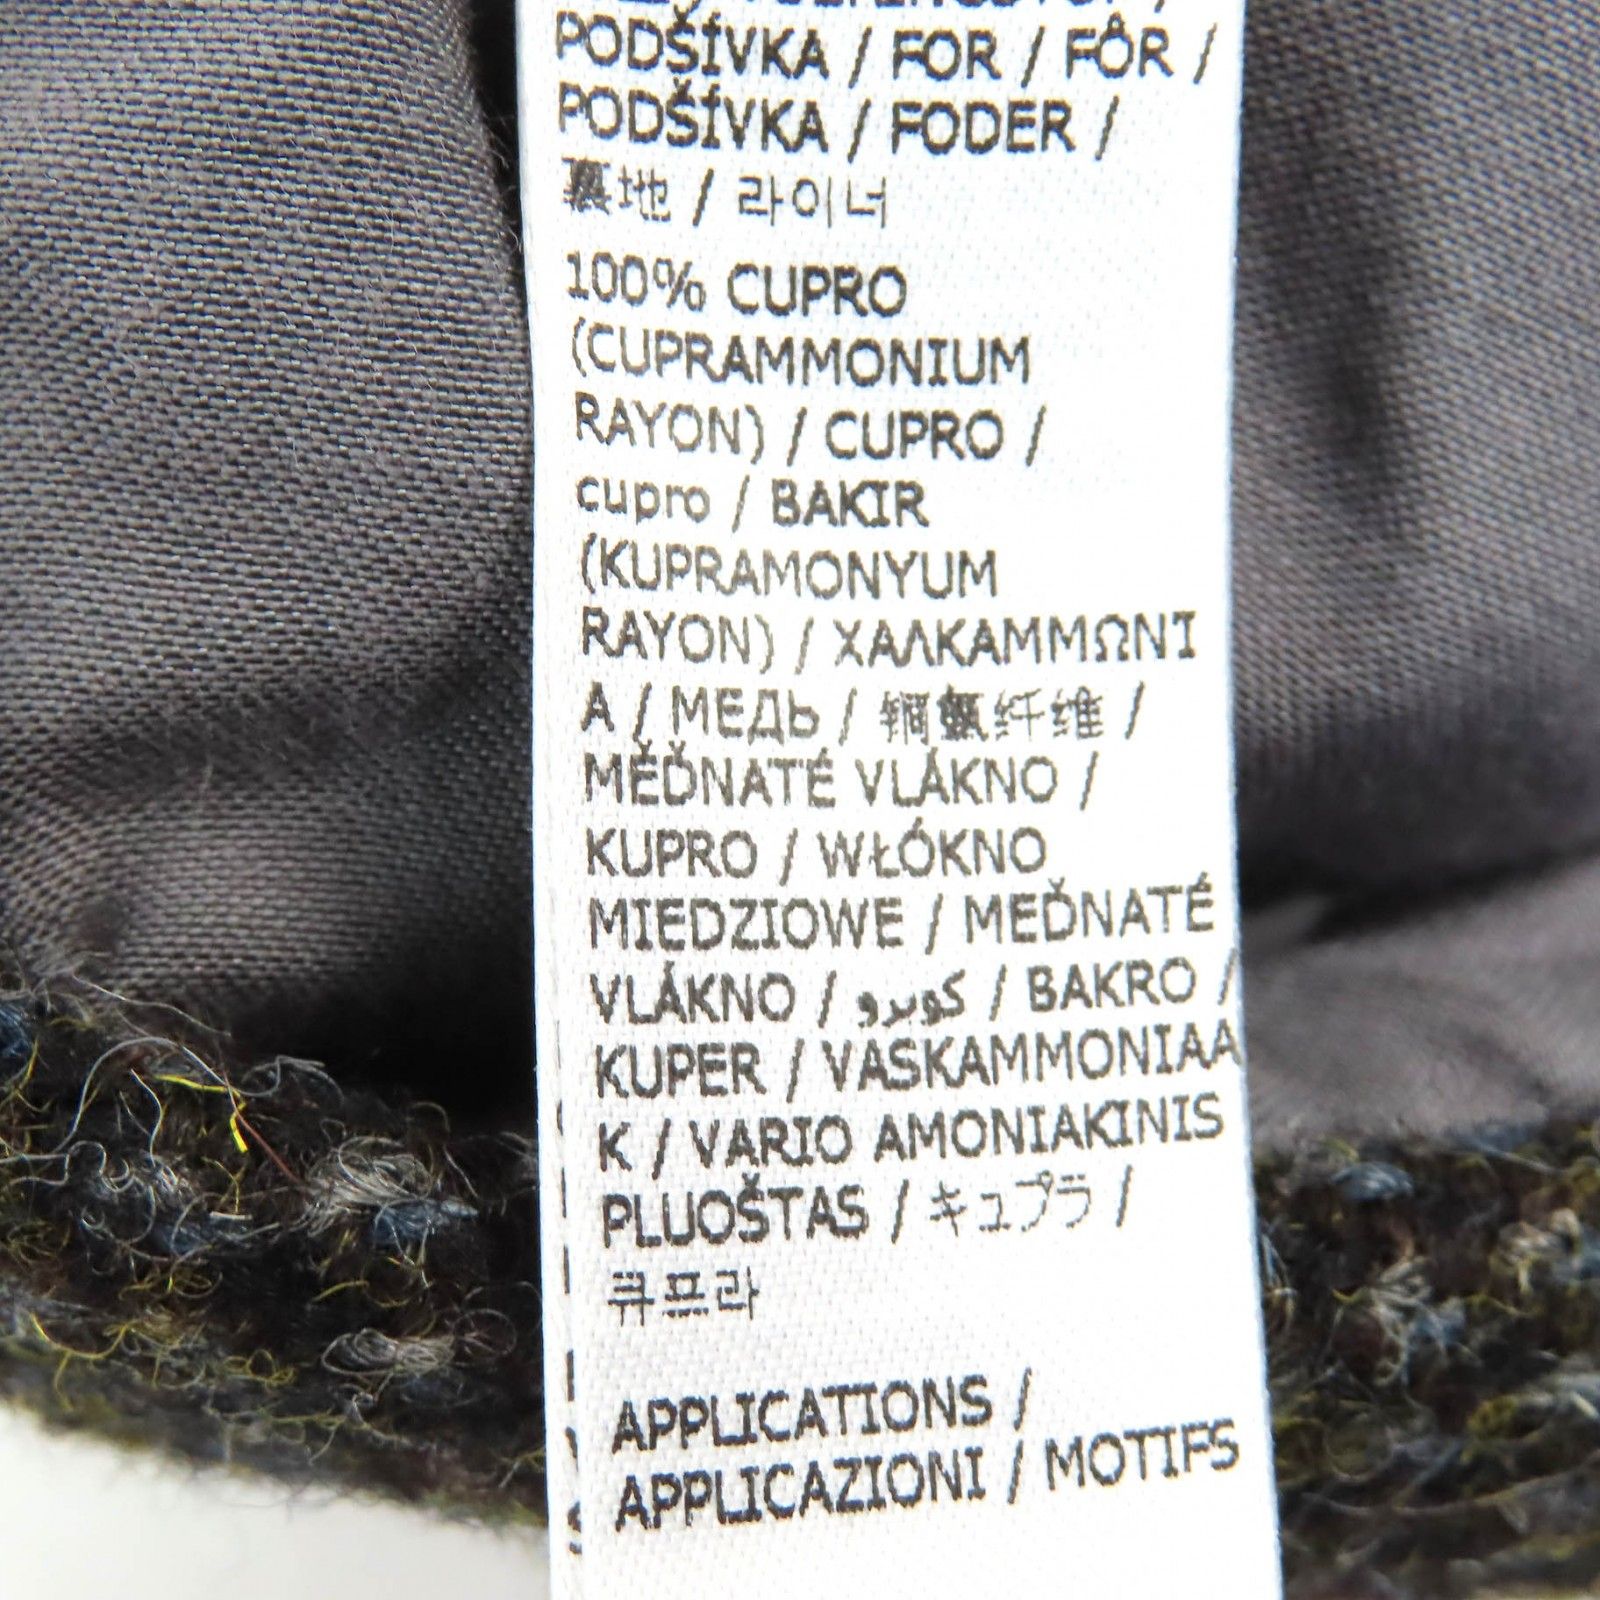 PODŠÍVKA / FOR / FÔR /
PODŠÍVKA / FODER /
裏地 / 라이너
100% CUPRO
(CUPRAMMONIUM
RAYON) / CUPRO /
cupro / BAKIR
(KUPRAMONYUM
RAYON) / ΧΑΛΚΑΜΜΩΝΊ
Α / МЕДЬ / 铜氨纤维 /
MĚĎNATÉ VLÁKNO /
KUPRO / WŁÓKNO
MIEDZIOWE / MEĎNATÉ
VLÁKNO / كوبرو / BAKRO /
KUPER / VASKAMMONIAA
K / VARIO AMONIAKINIS
PLUOŠTAS / キュプラ /
큐프라
APPLICATIONS /
APPLICAZIONI / MOTIFS